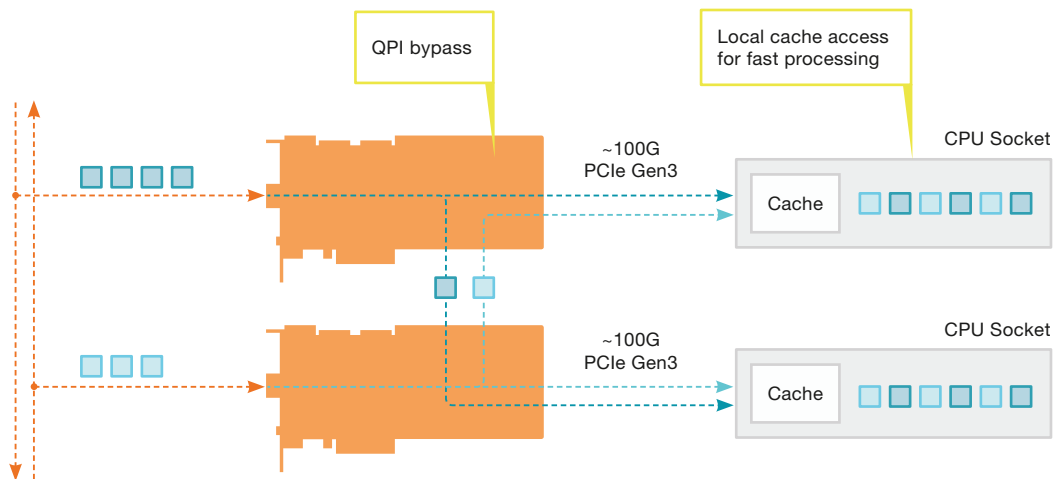 QPI bypass
Local cache access
for fast processing
CPU Socket
~100G
PCIe Gen3
Cache
CPU Socket
~100G
PCIe Gen3
Cache